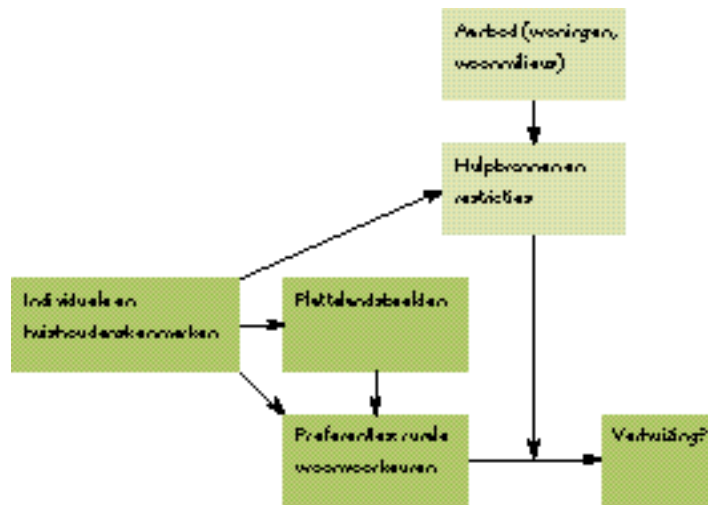 Aanbod (woningen,
woonmilieus)
Hulpbronnen en
restricties
Individuele en
huishoudenskenmerken
Plattelandsbeelden
Preferenties: rurale
woonvoorkeuren
Verhuizing?